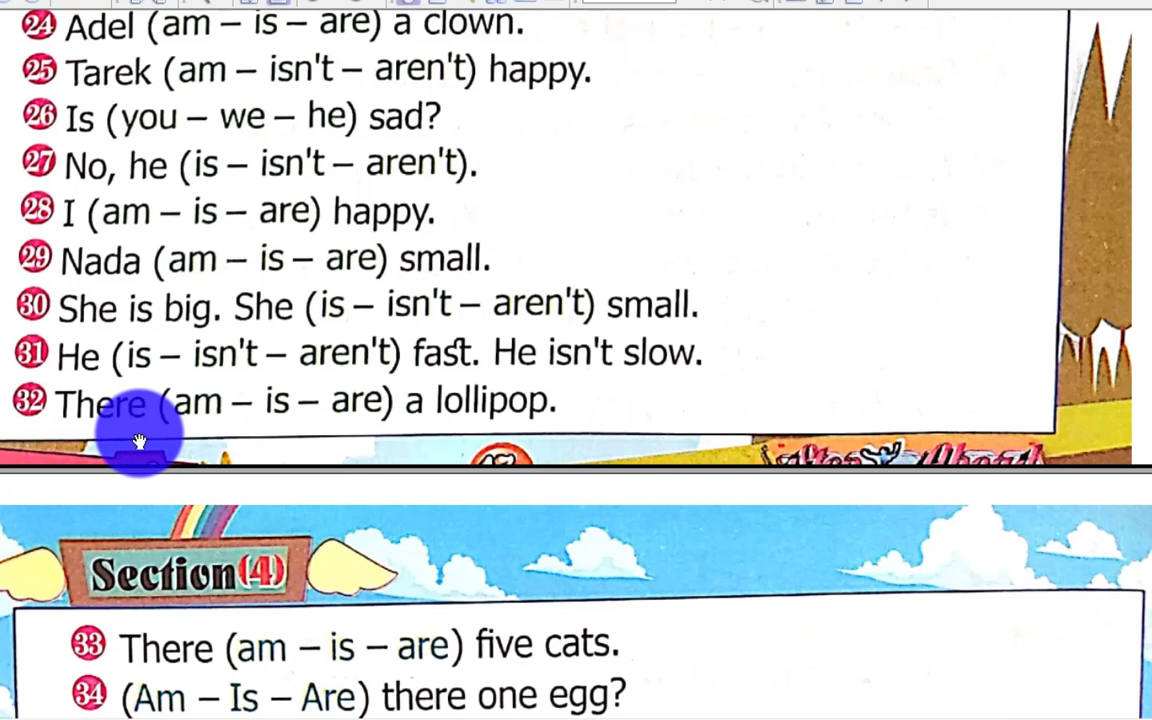 24 Adel (am – is – are) a clown.
25 Tarek (am – isn't – aren't) happy.
26 Is (you – we – he) sad?
27 No, he (is – isn't – aren't).
28 I (am – is – are) happy.
29 Nada (am – is – are) small.
30 She is big. She (is – isn't – aren't) small.
31 He (is – isn't – aren't) fast. He isn't slow.
32 There (am – is – are) a lollipop.
Section (4)
33 There (am – is – are) five cats.
34 (Am – Is – Are) there one egg?